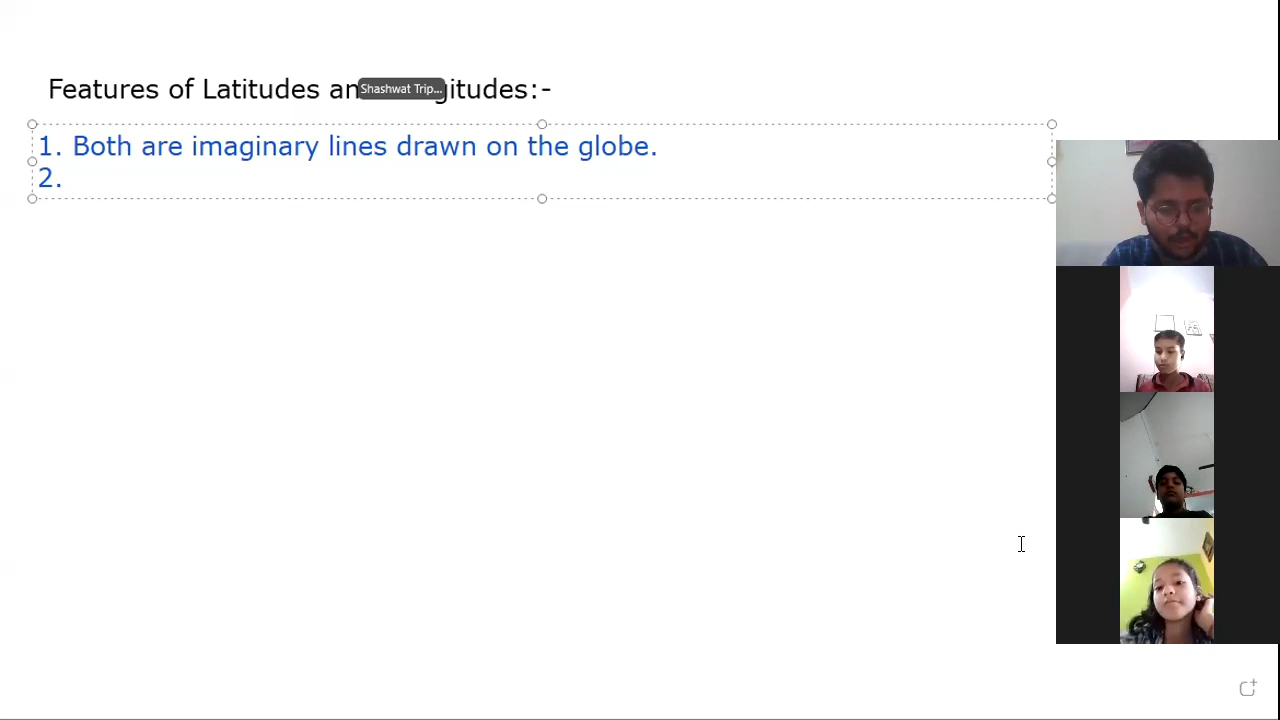 Features of Latitudes an gitudes:-
Shashwat Trip...
1. Both are imaginary lines drawn on the globe.
2.